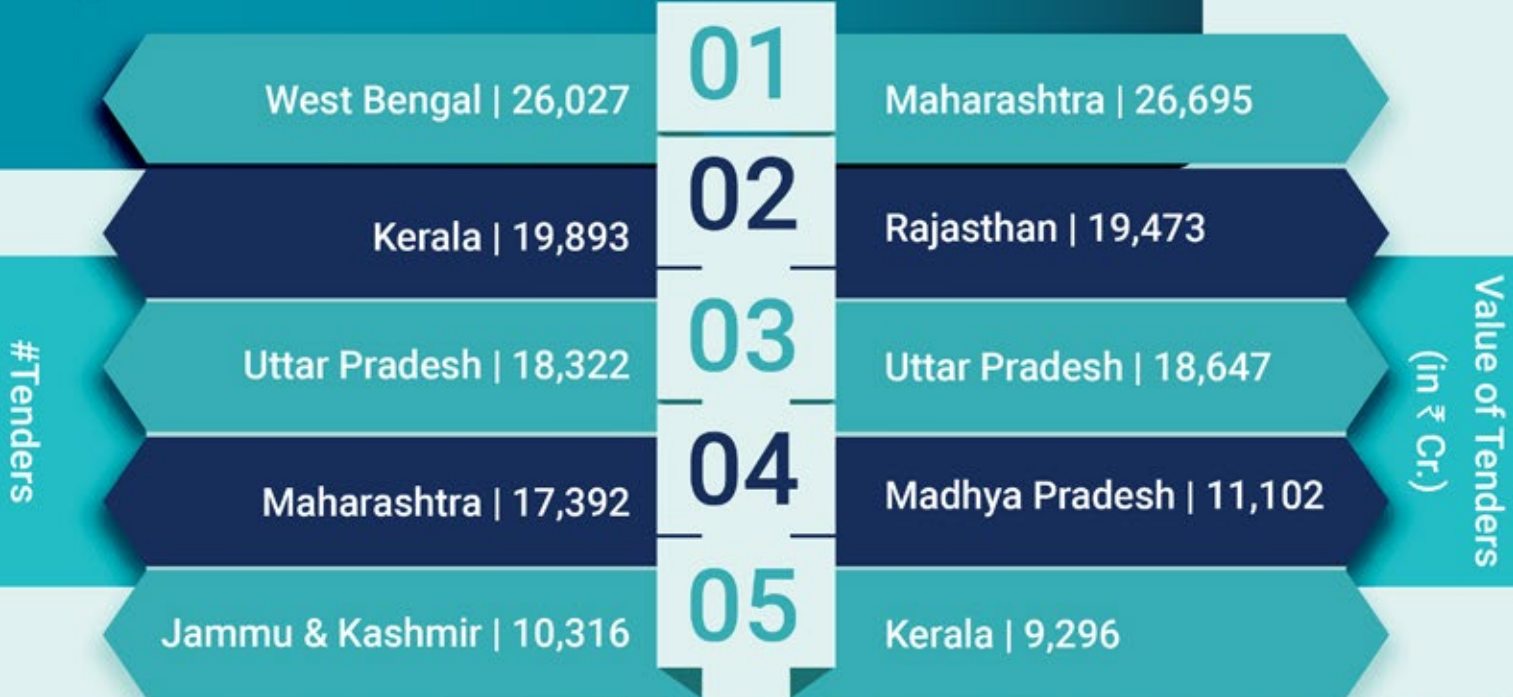 01
West Bengal | 26,027
Maharashtra | 26,695
02
Kerala | 19,893
Rajasthan | 19,473
03
Uttar Pradesh | 18,322
Uttar Pradesh | 18,647
04
Maharashtra | 17,392
Madhya Pradesh | 11,102
05
Jammu & Kashmir | 10,316
Kerala | 9,296
#Tenders
Value of Tenders
(in ₹ Cr.)